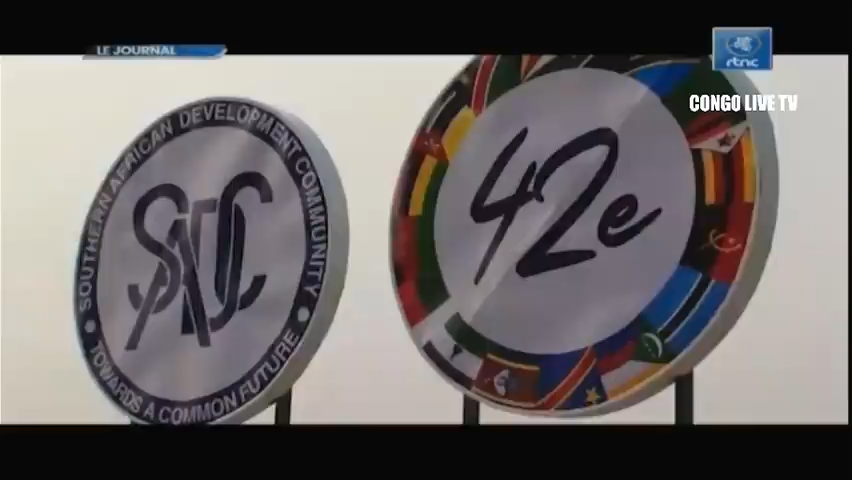 LE JOURNAL
rtnc
CONGO LIVE TV
SOUTHERN AFRICAN DEVELOPMENT COMMUNITY
SADC
TOWARDS A COMMON FUTURE
42e